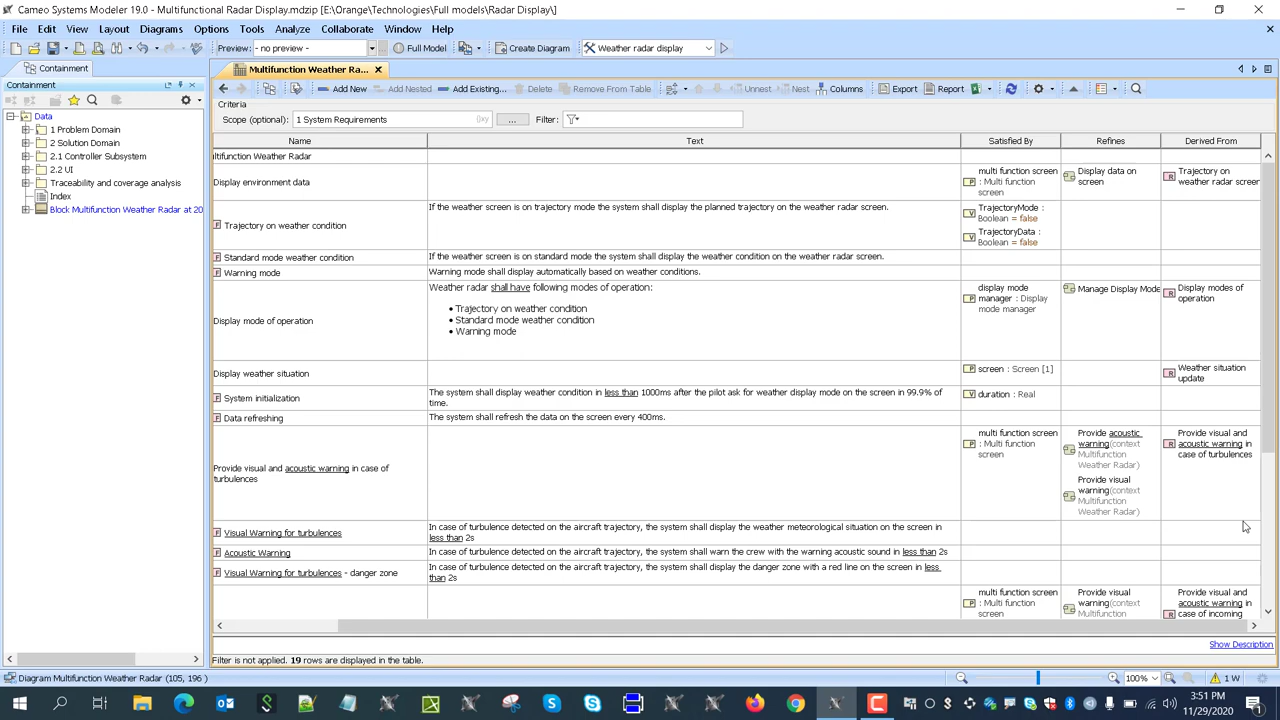 Cameo Systems Modeler 19.0 - Multifunctional Radar Display.mdzip [E:\Orange\Technologies\Full models\Radar Display\]
File Edit View Layout Diagrams Options Tools Analyze Collaborate Window Help
Preview: - no preview - Full Model Create Diagram Weather radar display
Containment
Multifunction Weather Ra...
Containment
Add New Add Nested Add Existing... Delete Remove From Table Unnest Nest Columns Export Report
Criteria
Scope (optional): 1 System Requirements ... Filter:
Data
1 Problem Domain
2 Solution Domain
2.1 Controller Subsystem
2.2 UI
Traceability and coverage analysis
Index
Block Multifunction Weather Radar at 20
Name Text Satisfied By Refines Derived From
ultifunction Weather Radar
Display environment data
multi function screen
: Multi function
screen
Display data on
screen
Trajectory on
weather radar screen
Trajectory on weather condition
If the weather screen is on trajectory mode the system shall display the planned trajectory on the weather radar screen.
TrajectoryMode :
Boolean = false
TrajectoryData :
Boolean = false
Standard mode weather condition
If the weather screen is on standard mode the system shall display the weather condition on the weather radar screen.
Warning mode
Warning mode shall display automatically based on weather conditions.
Display mode of operation
Weather radar shall have following modes of operation:
• Trajectory on weather condition
• Standard mode weather condition
• Warning mode
display mode
manager : Display
mode manager
Manage Display Mode
Display modes of
operation
Display weather situation
screen : Screen [1]
Weather situation
update
System initialization
The system shall display weather condition in less than 1000ms after the pilot ask for weather display mode on the screen in 99.9% of
time.
duration : Real
Data refreshing
The system shall refresh the data on the screen every 400ms.
Provide visual and acoustic warning in case of
turbulences
multi function screen
: Multi function
screen
Provide acoustic
warning(context
Multifunction
Weather Radar)
Provide visual
warning(context
Multifunction
Weather Radar)
Provide visual and
acoustic warning in
case of turbulences
Visual Warning for turbulences
In case of turbulence detected on the aircraft trajectory, the system shall display the weather meteorological situation on the screen in
less than 2s
Acoustic Warning
In case of turbulence detected on the aircraft trajectory, the system shall warn the crew with the warning acoustic sound in less than 2s
Visual Warning for turbulences - danger zone
In case of turbulence detected on the aircraft trajectory, the system shall display the danger zone with a red line on the screen in less
than 2s
multi function screen
: Multi function
screen
Provide visual
warning(context
Multifunction
Provide visual and
acoustic warning in
case of incoming
Show Description
Filter is not applied. 19 rows are displayed in the table.
Diagram Multifunction Weather Radar (105, 196 )
100% 1 W
3:51 PM
11/29/2020